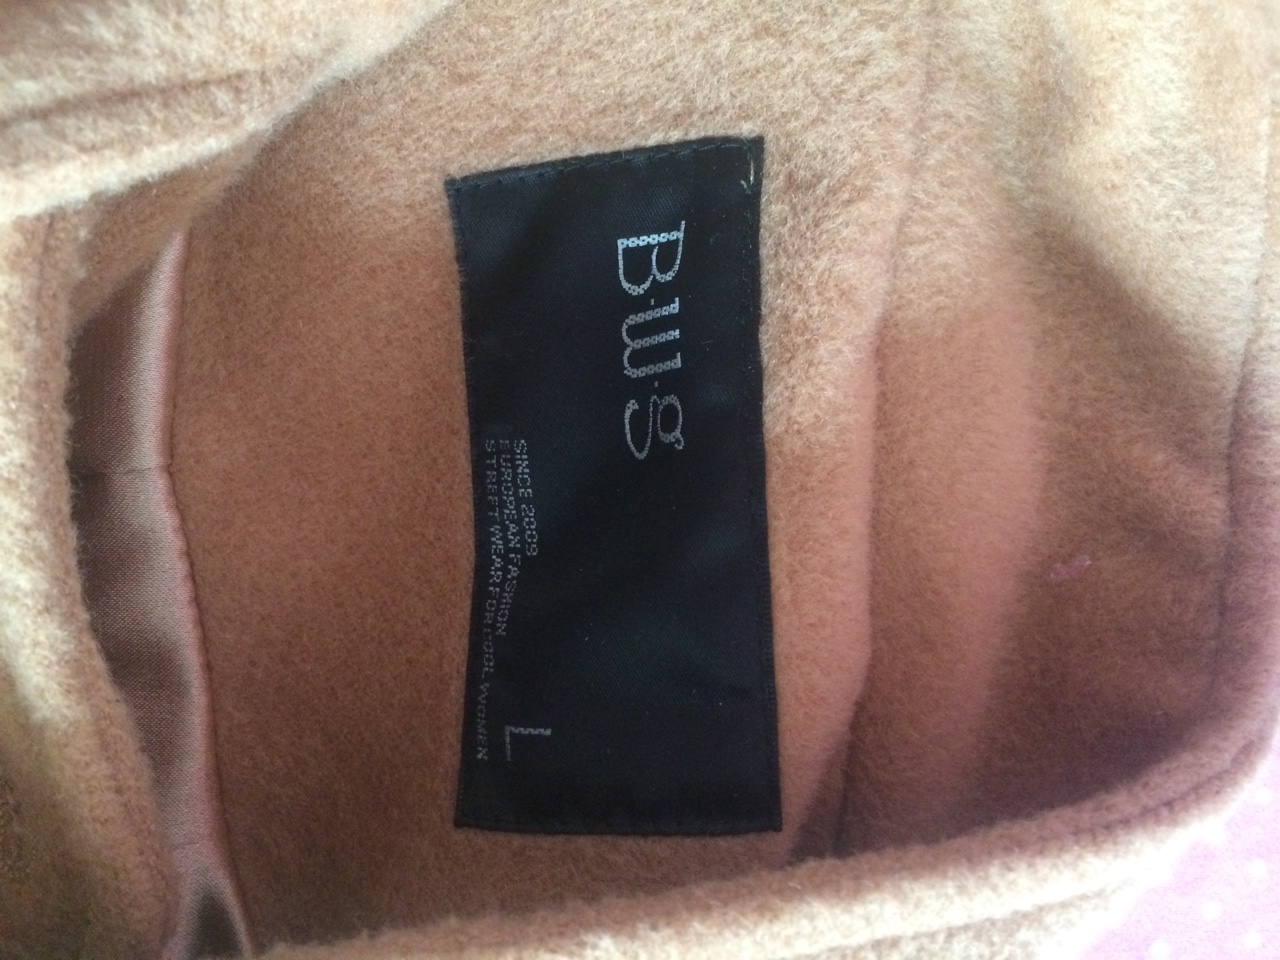 B·W·g
SINCE 2009
EUROPEAN FASHION
STREET WEAR FOR COOL WOMEN
L